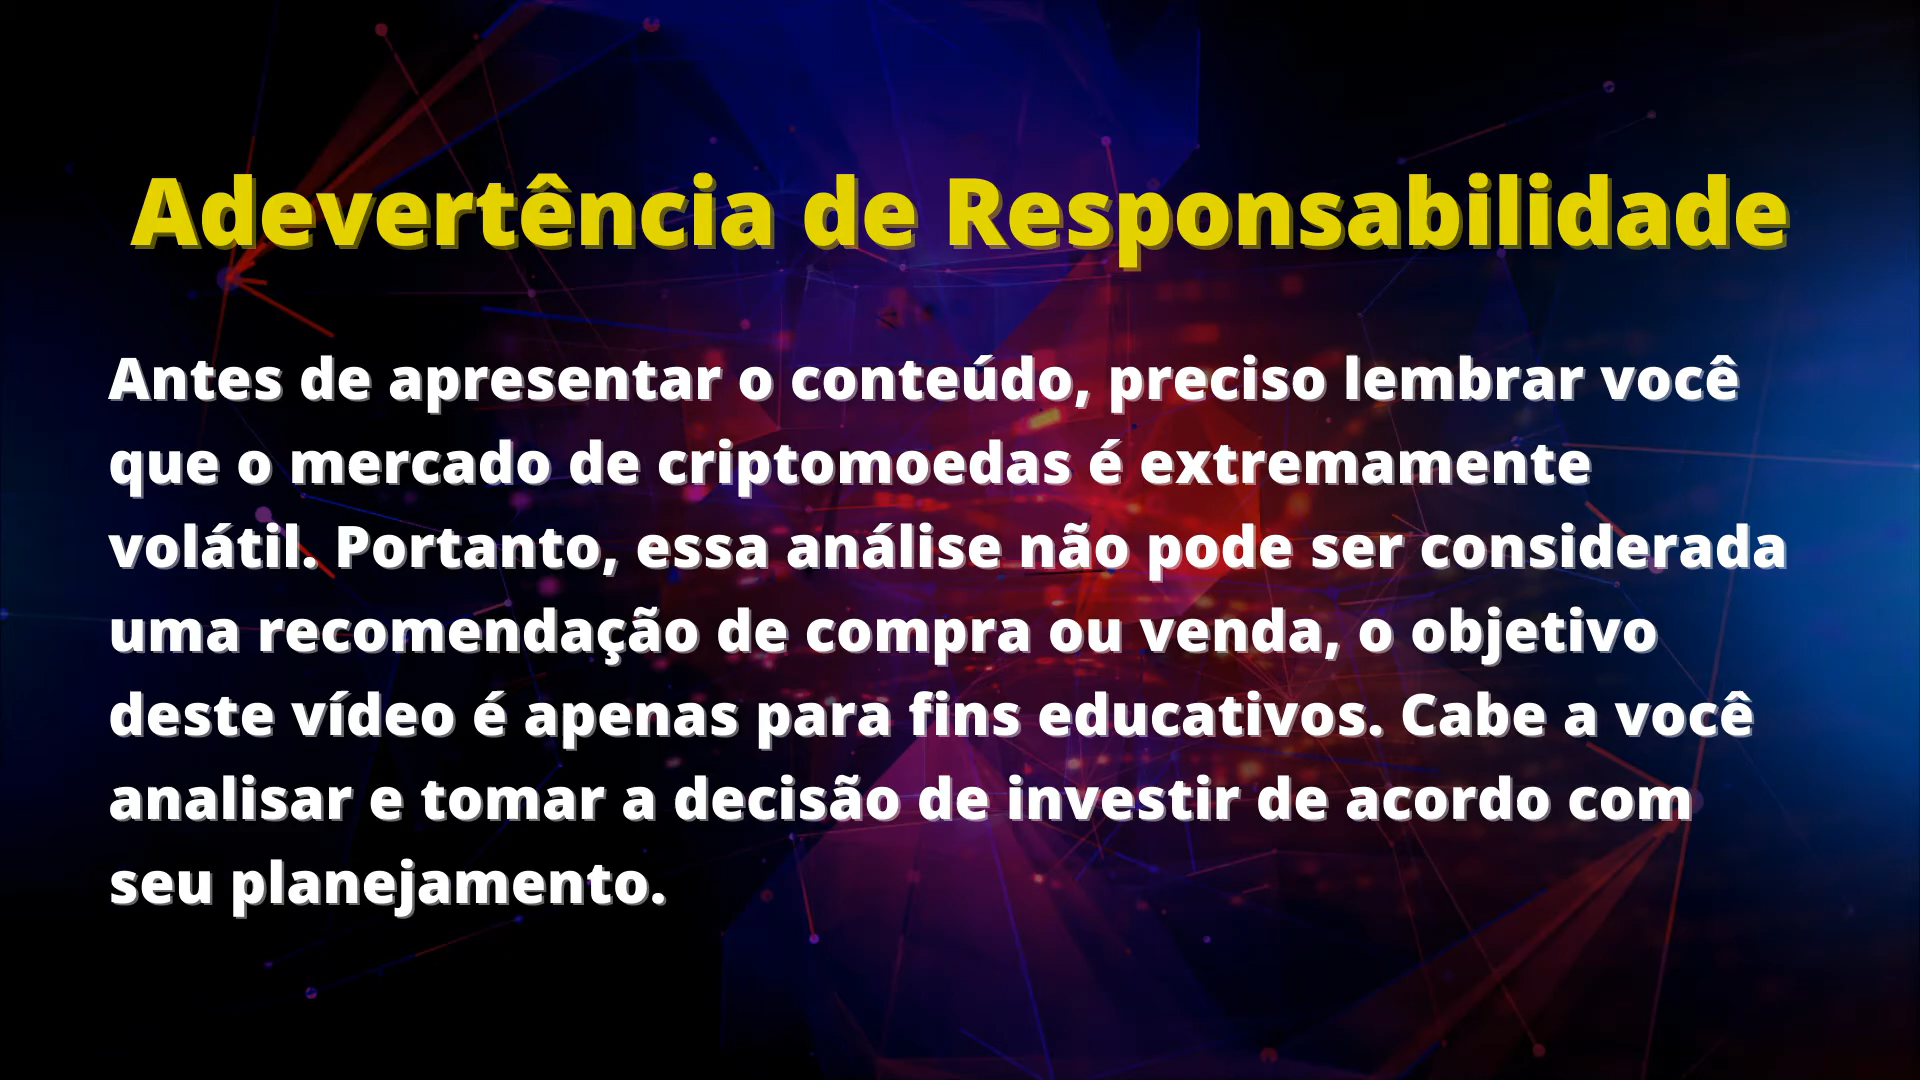 Adevertência de Responsabilidade
Antes de apresentar o conteúdo, preciso lembrar você
que o mercado de criptomoedas é extremamente
volátil. Portanto, essa análise não pode ser considerada
uma recomendação de compra ou venda, o objetivo
deste vídeo é apenas para fins educativos. Cabe a você
analisar e tomar a decisão de investir de acordo com
seu planejamento.